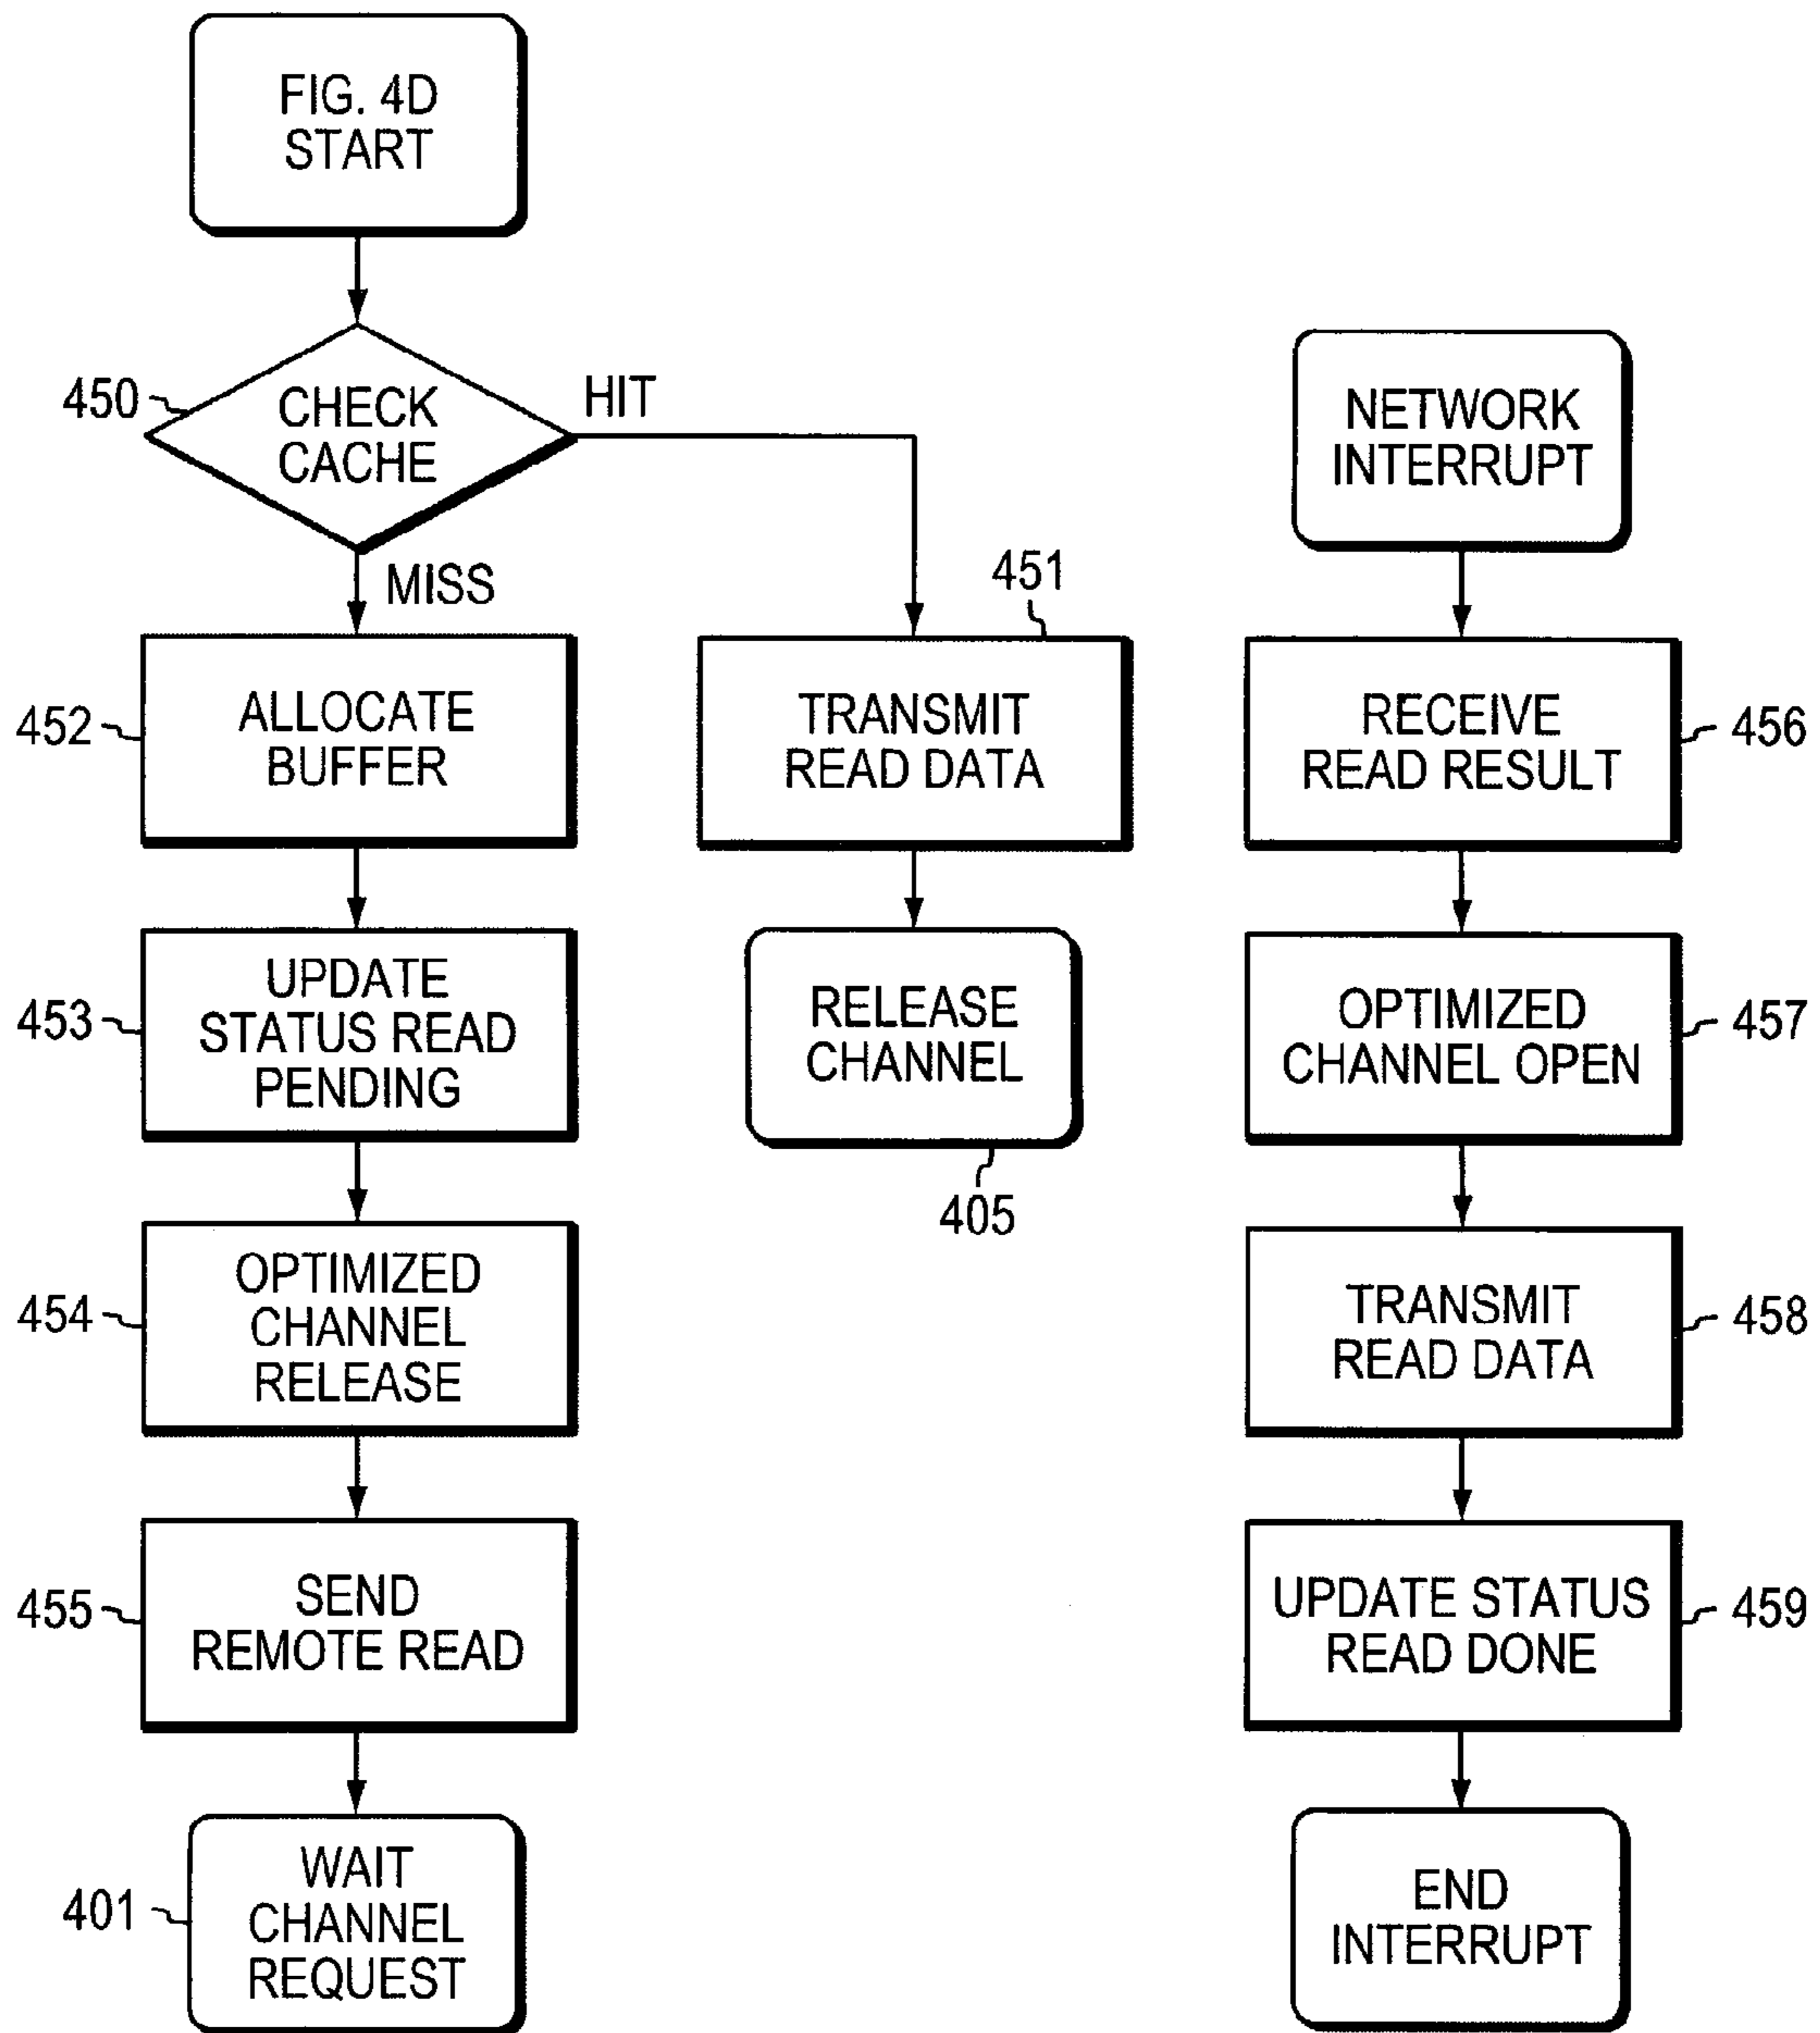 FIG. 4D
START
450
CHECK
CACHE
HIT
MISS
452
ALLOCATE
BUFFER
453
UPDATE
STATUS READ
PENDING
454
OPTIMIZED
CHANNEL
RELEASE
455
SEND
REMOTE READ
401
WAIT
CHANNEL
REQUEST
451
TRANSMIT
READ DATA
RELEASE
CHANNEL
405
NETWORK
INTERRUPT
RECEIVE
READ RESULT
456
OPTIMIZED
CHANNEL OPEN
457
TRANSMIT
READ DATA
458
UPDATE STATUS
READ DONE
459
END
INTERRUPT